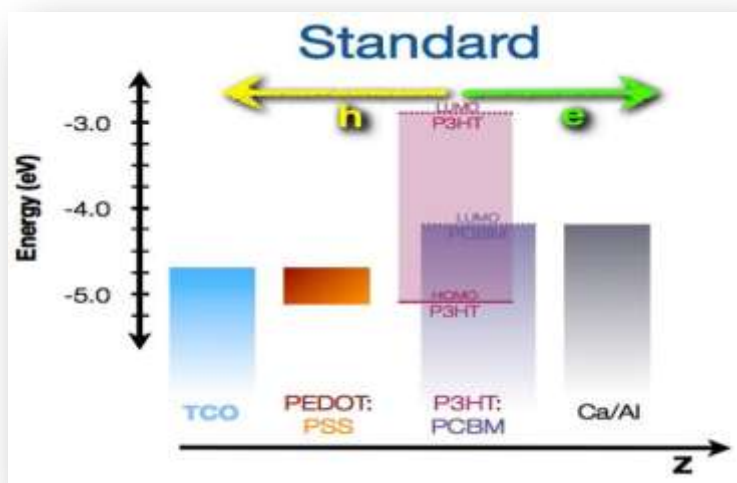 Standard
h
e
LUMO
P3HT
-3.0
-4.0
-5.0
Energy (eV)
LUMO
PCBM
HOMO
P3HT
TCO
PEDOT:
PSS
P3HT:
PCBM
Ca/Al
z